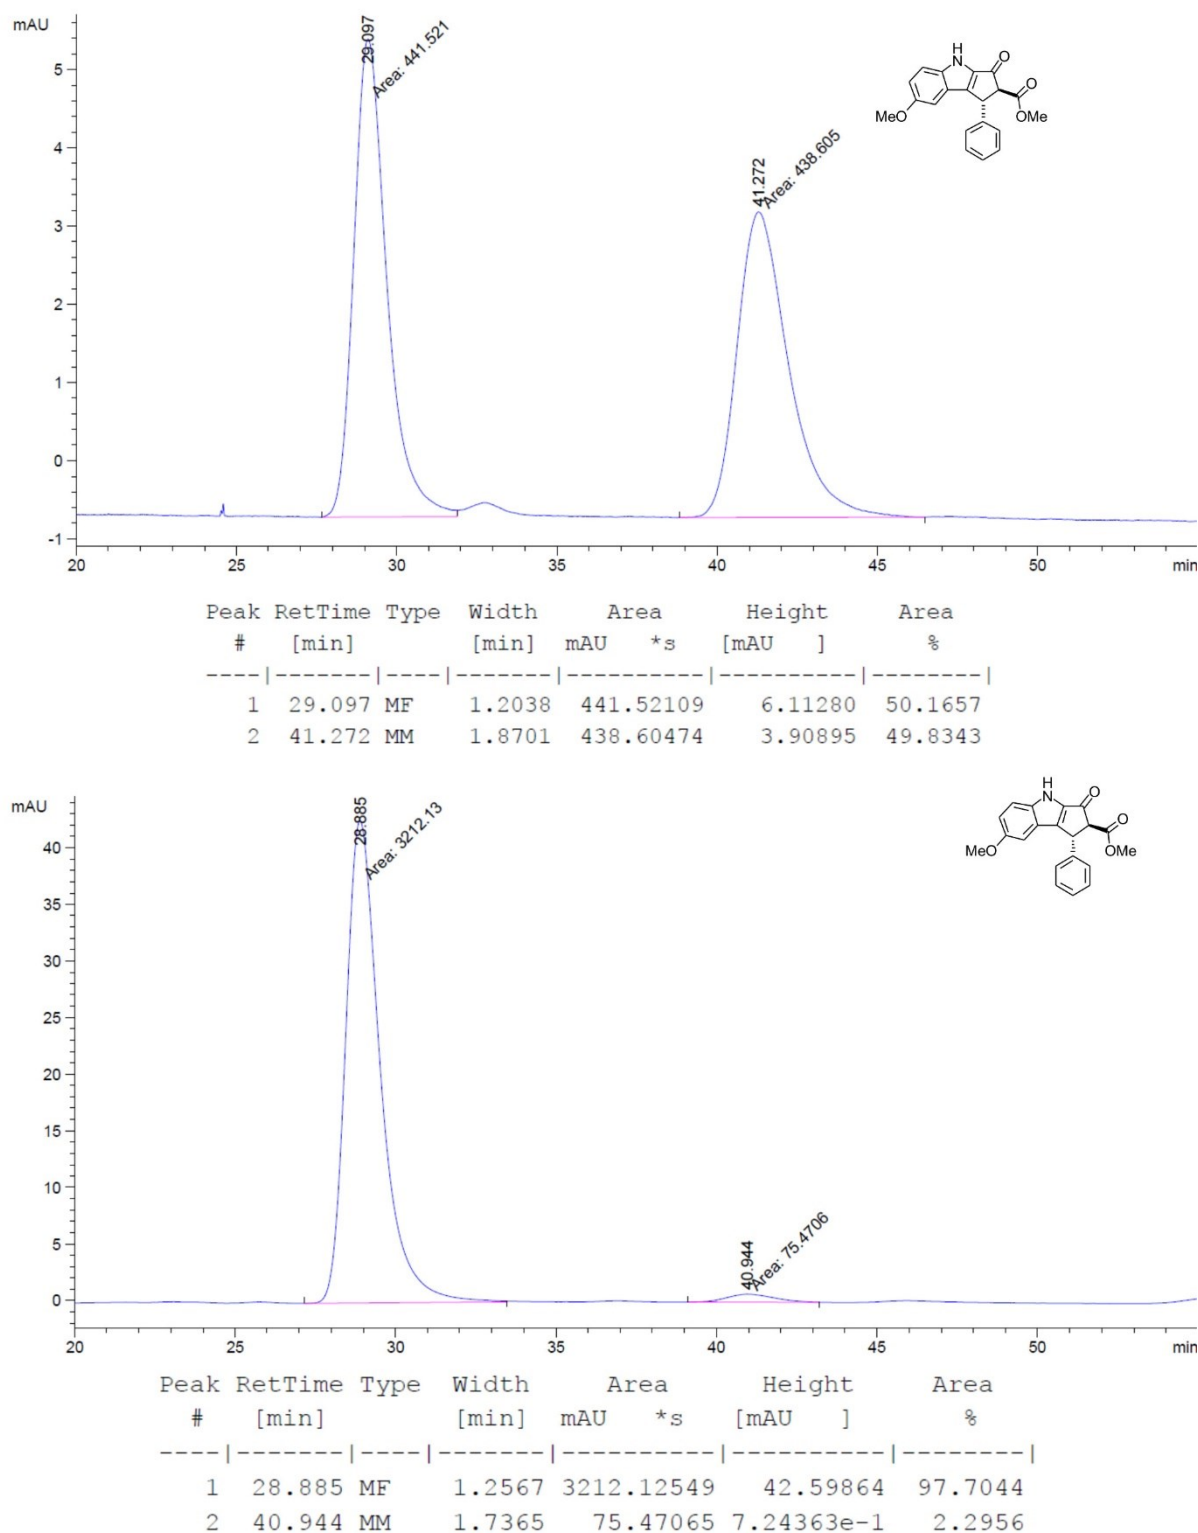 mAU
29.097
Area: 441.521
41.272
Area: 438.605
H
N
O
O
OMe
MeO
5
4
3
2
1
0
-1
20 25 30 35 40 45 50 min
Peak RetTime Type Width Area Height Area
# [min] [min] mAU *s [mAU ] %
----|-------|----|-------|----------|----------|--------|
1 29.097 MF 1.2038 441.52109 6.11280 50.1657
2 41.272 MM 1.8701 438.60474 3.90895 49.8343
mAU
28.885
Area: 3212.13
40.944
Area: 75.4706
H
N
O
O
OMe
MeO
40
35
30
25
20
15
10
5
0
20 25 30 35 40 45 50 min
Peak RetTime Type Width Area Height Area
# [min] [min] mAU *s [mAU ] %
----|-------|----|-------|----------|----------|--------|
1 28.885 MF 1.2567 3212.12549 42.59864 97.7044
2 40.944 MM 1.7365 75.47065 7.24363e-1 2.2956